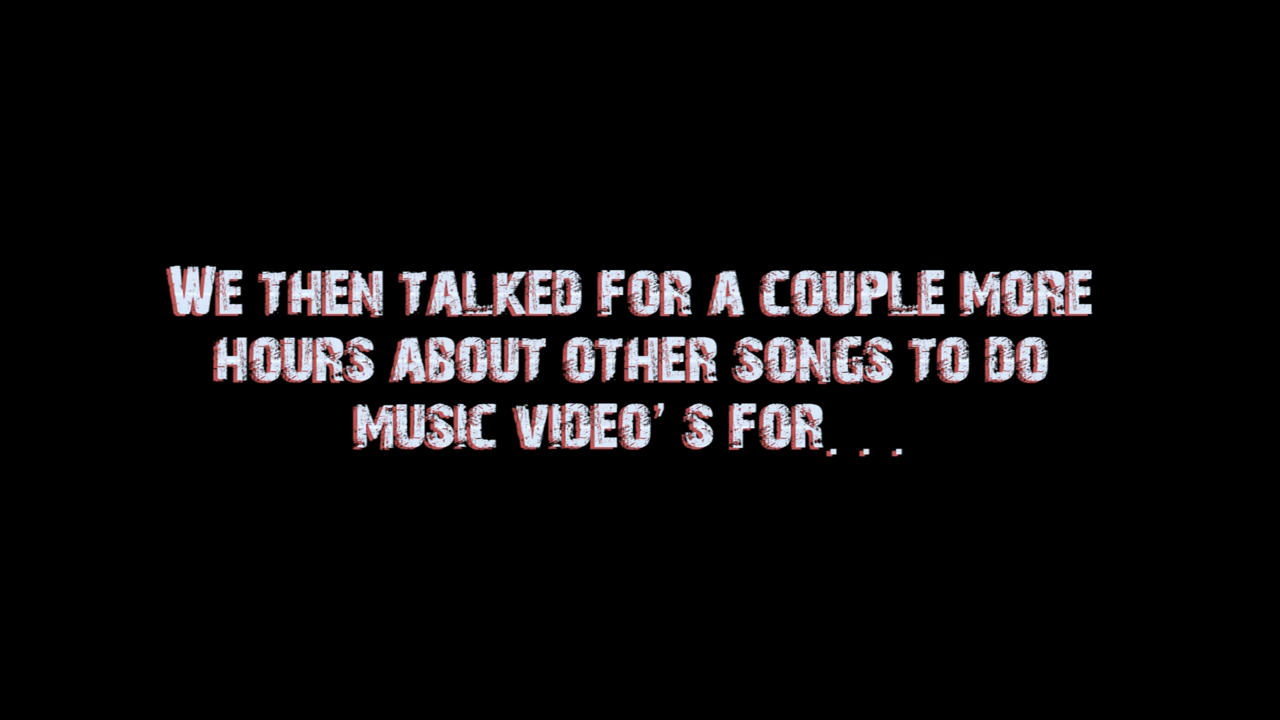 We then talked for a couple more
hours about other songs to do
music video's for...